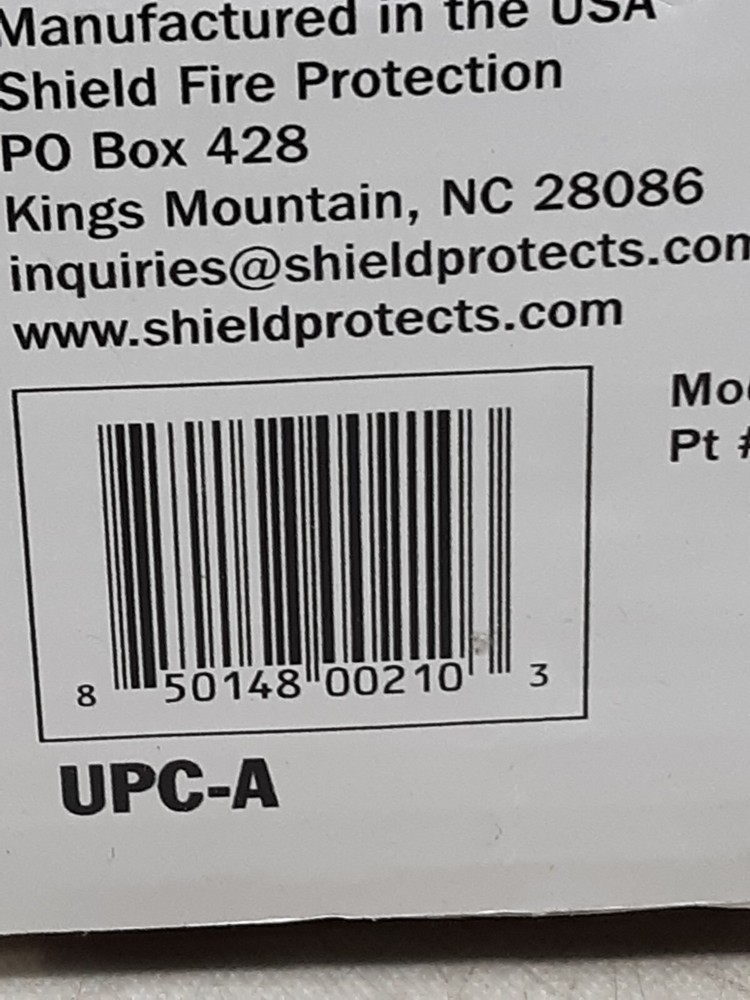 Manufactured in the USA
Shield Fire Protection
PO Box 428
Kings Mountain, NC 28086
inquiries@shieldprotects.com
www.shieldprotects.com
Pt #
8 50148 00210 3
UPC-A